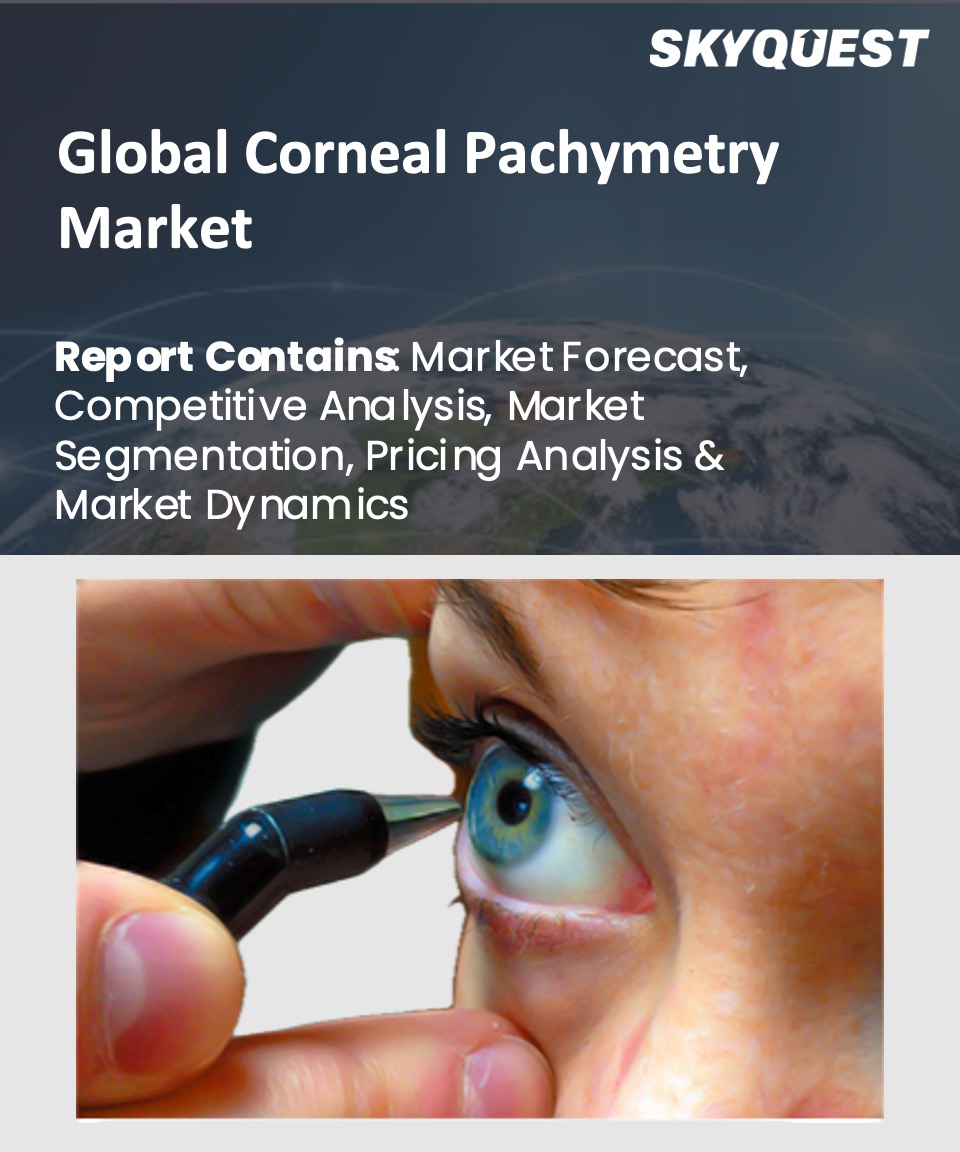 SKYQUEST
Global Corneal Pachymetry
Market
Report Contains: Market Forecast,
Competitive Analysis, Market
Segmentation, Pricing Analysis &
Market Dynamics